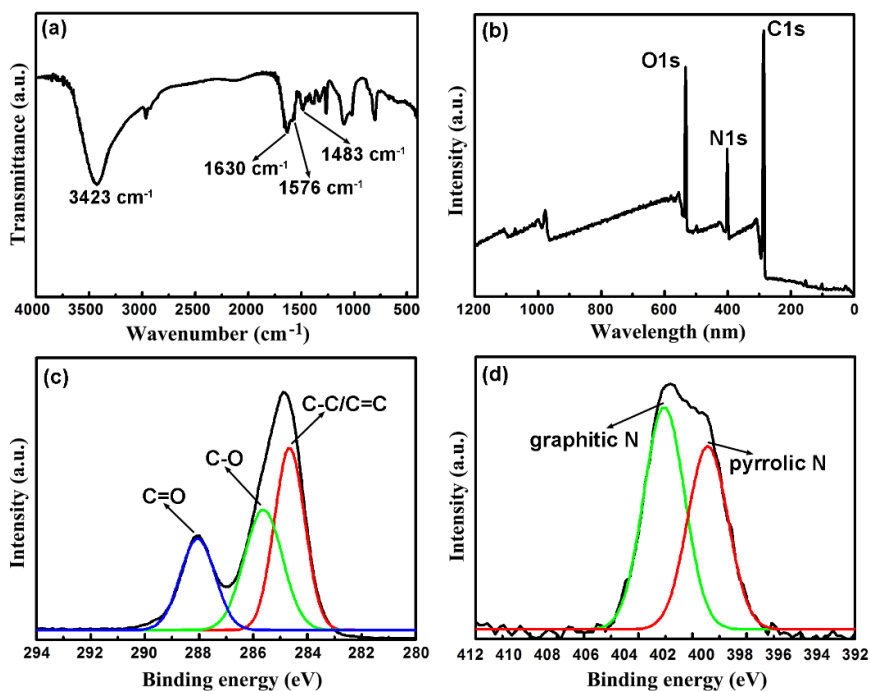 (a)
Transmittance (a.u.)
3423 cm-1
1630 cm-1
1576 cm-1
1483 cm-1
4000 3500 3000 2500 2000 1500 1000 500
Wavenumber (cm-1)
(b)
Intensity (a.u.)
O1s
N1s
C1s
1200 1000 800 600 400 200 0
Wavelength (nm)
(c)
Intensity (a.u.)
C=O
C-O
C-C/C=C
294 292 290 288 286 284 282 280
Binding energy (eV)
(d)
Intensity (a.u.)
graphitic N
pyrrolic N
412 410 408 406 404 402 400 398 396 394 392
Binding energy (eV)